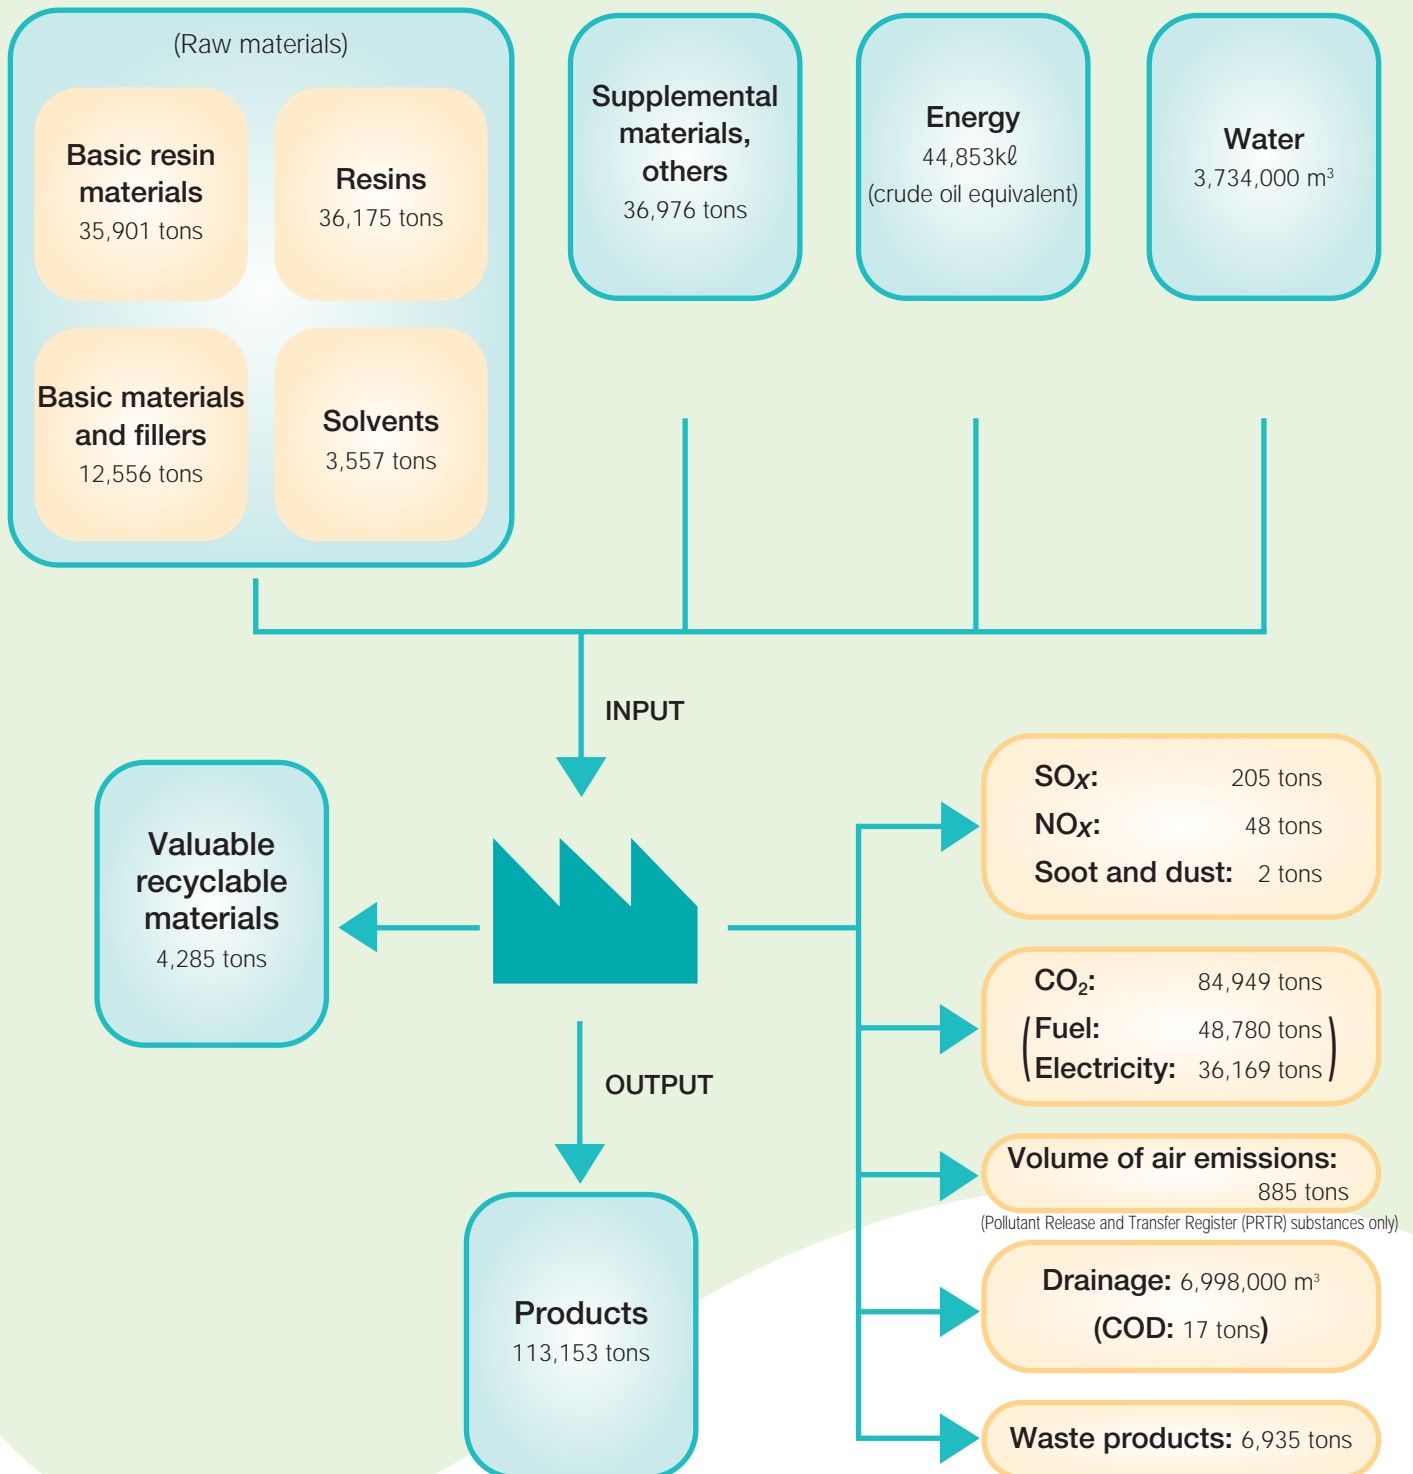 (Raw materials)
Basic resin
materials
35,901 tons
Resins
36,175 tons
Basic materials
and fillers
12,556 tons
Solvents
3,557 tons
Supplemental
materials,
others
36,976 tons
Energy
44,853kℓ
(crude oil equivalent)
Water
3,734,000 m³
INPUT
Valuable
recyclable
materials
4,285 tons
OUTPUT
Products
113,153 tons
SOx: 205 tons
NOx: 48 tons
Soot and dust: 2 tons
CO₂: 84,949 tons
(Fuel: 48,780 tons
Electricity: 36,169 tons)
Volume of air emissions:
885 tons
(Pollutant Release and Transfer Register (PRTR) substances only)
Drainage: 6,998,000 m³
(COD: 17 tons)
Waste products: 6,935 tons